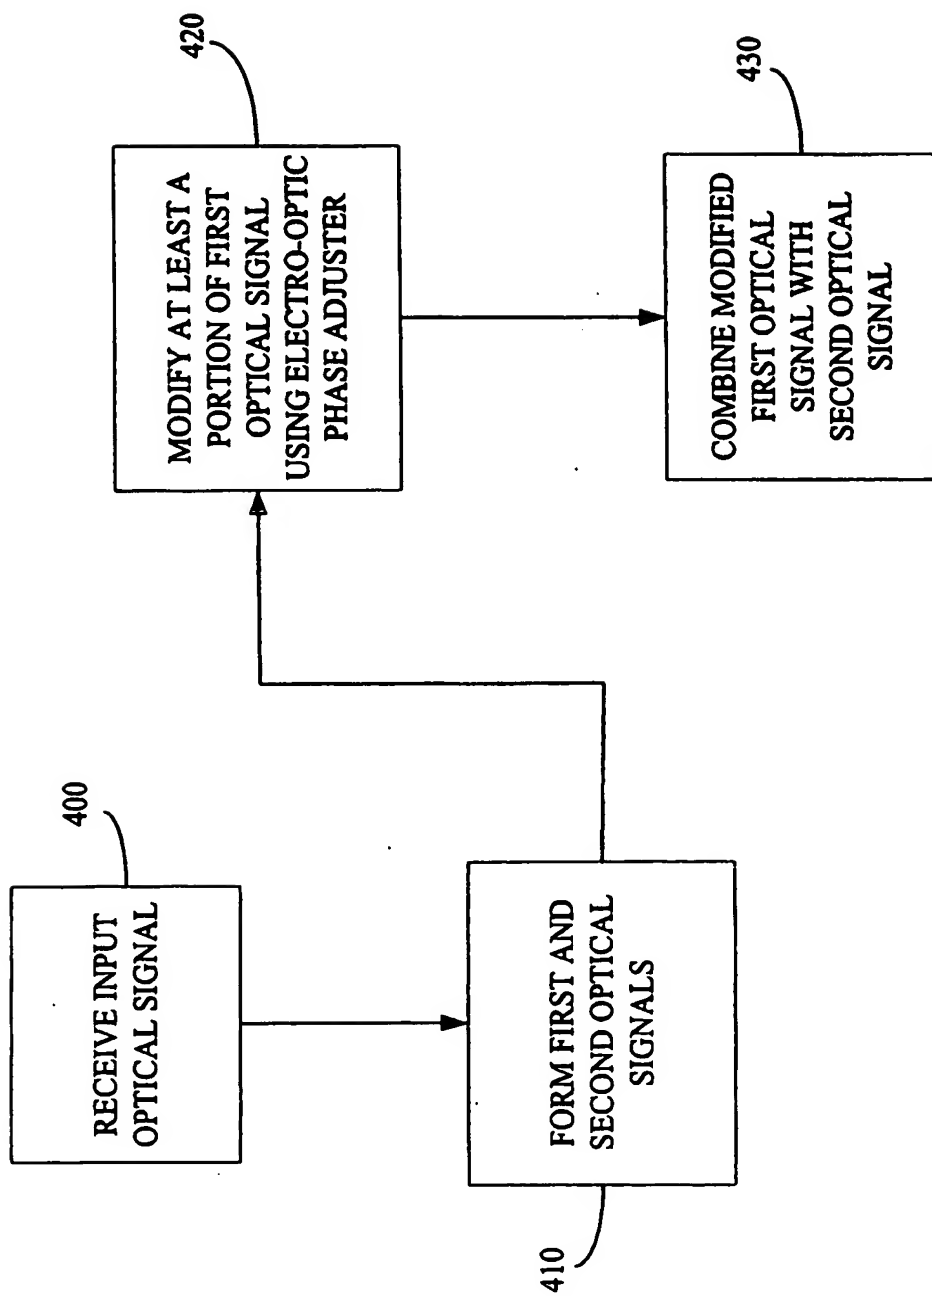 400
RECEIVE INPUT
OPTICAL SIGNAL
410
FORM FIRST AND
SECOND OPTICAL
SIGNALS
420
MODIFY AT LEAST A
PORTION OF FIRST
OPTICAL SIGNAL
USING ELECTRO-OPTIC
PHASE ADJUSTER
430
COMBINE MODIFIED
FIRST OPTICAL
SIGNAL WITH
SECOND OPTICAL
SIGNAL